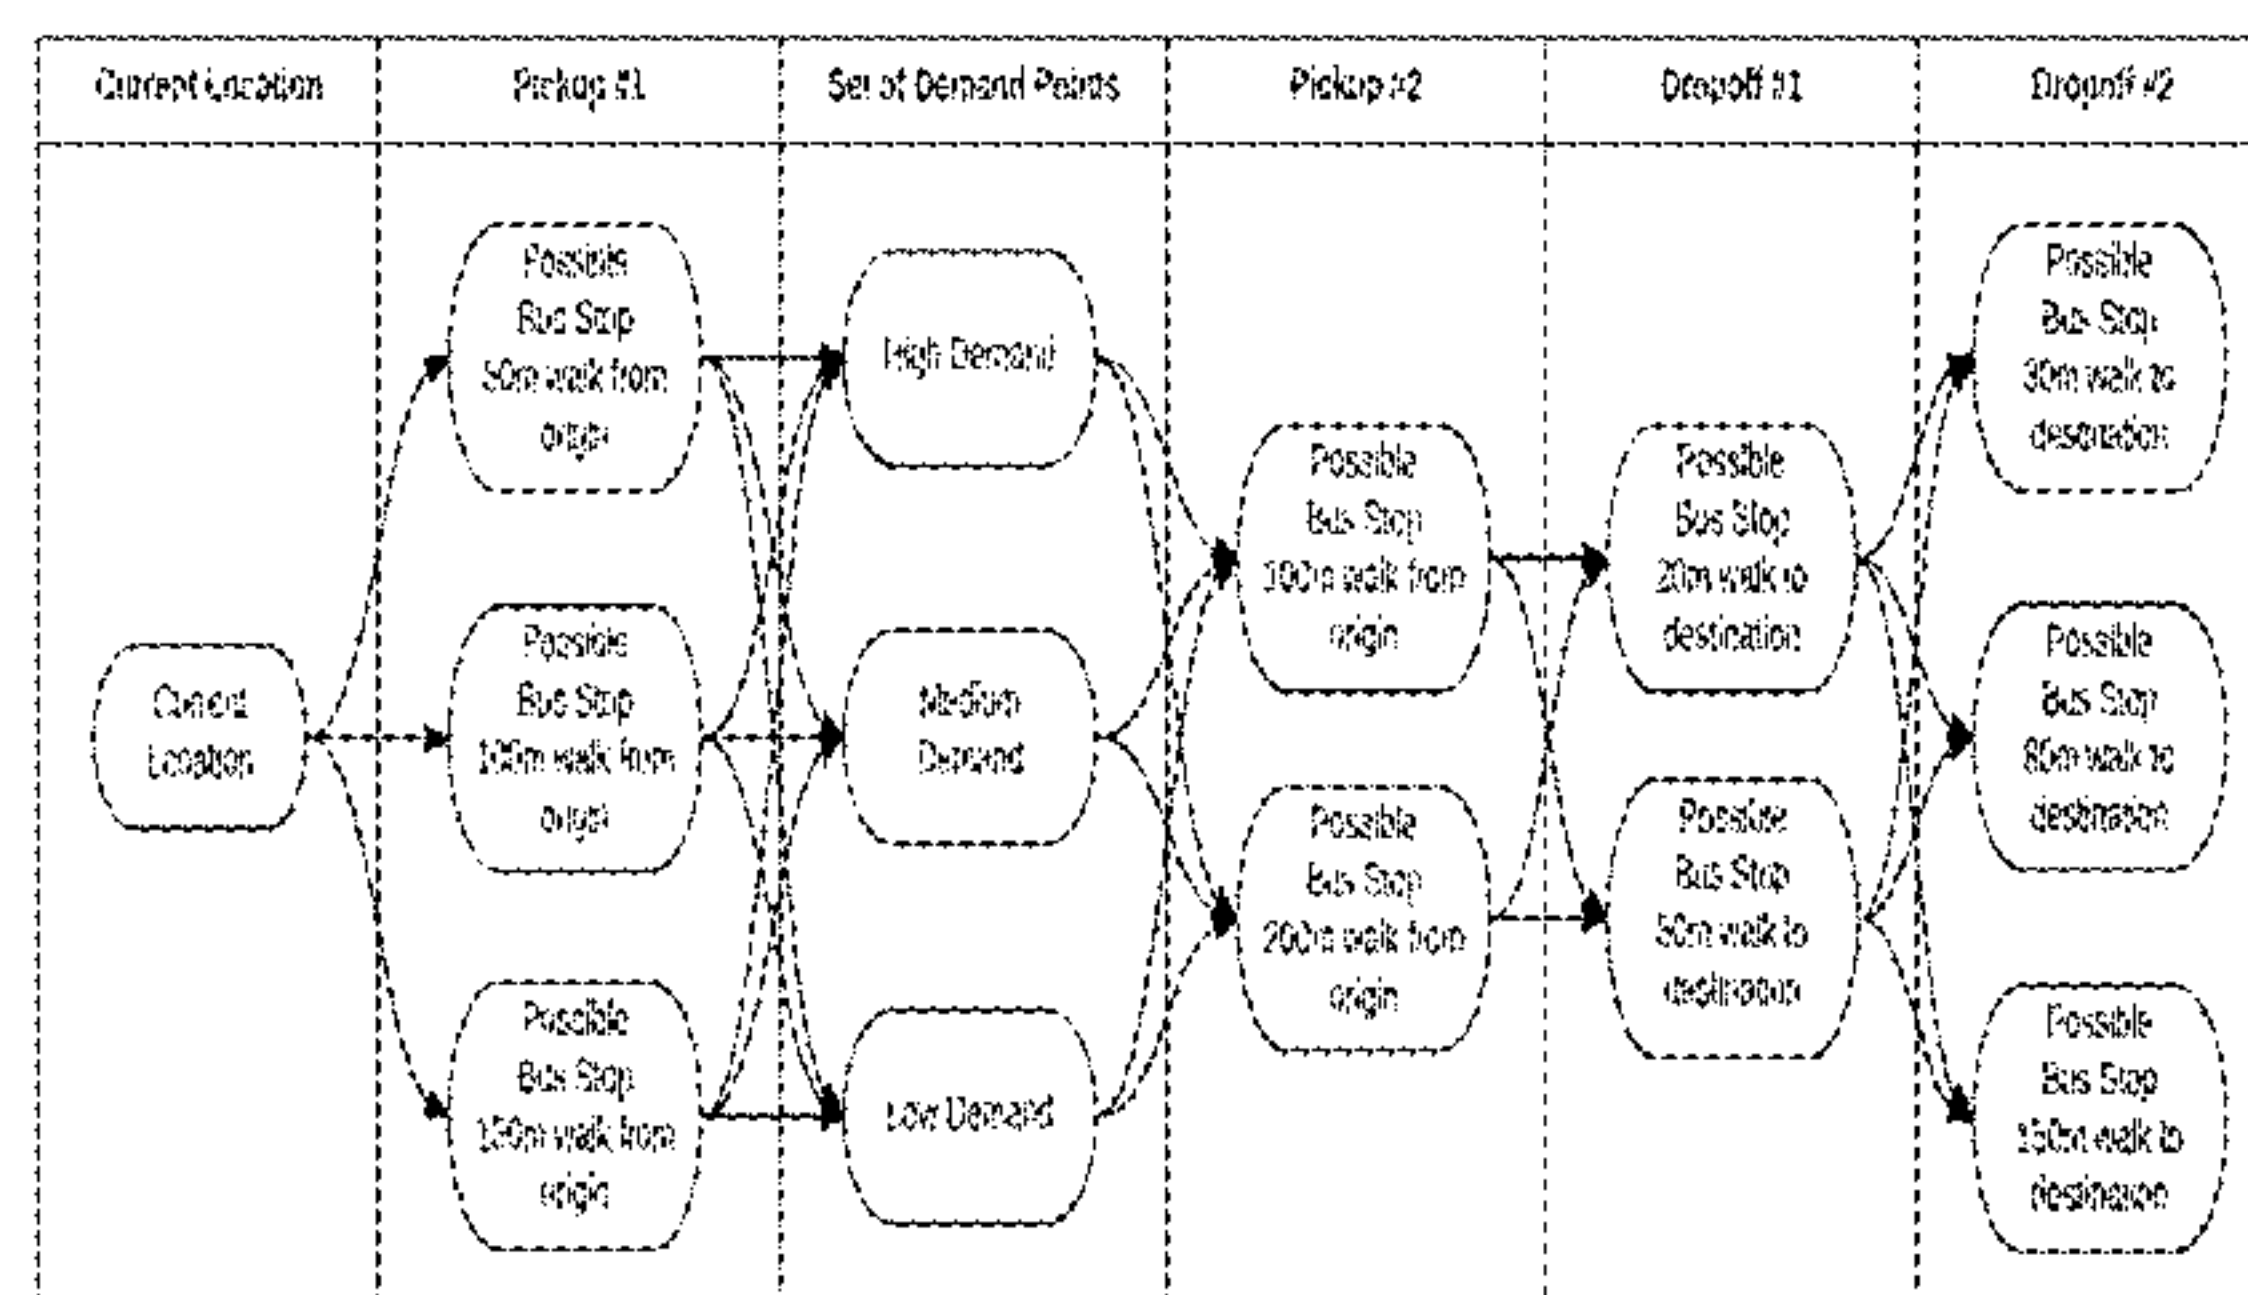 Current Location
Pickup #1
Set of Demand Points
Pickup #2
Dropoff #1
Dropoff #2
Current
Location
Possible
Bus Stop
50m walk from
origin
Possible
Bus Stop
100m walk from
origin
Possible
Bus Stop
150m walk from
origin
High Demand
Medium
Demand
Low Demand
Possible
Bus Stop
100m walk from
origin
Possible
Bus Stop
200m walk from
origin
Possible
Bus Stop
20m walk to
destination
Possible
Bus Stop
50m walk to
destination
Possible
Bus Stop
30m walk to
destination
Possible
Bus Stop
80m walk to
destination
Possible
Bus Stop
150m walk to
destination